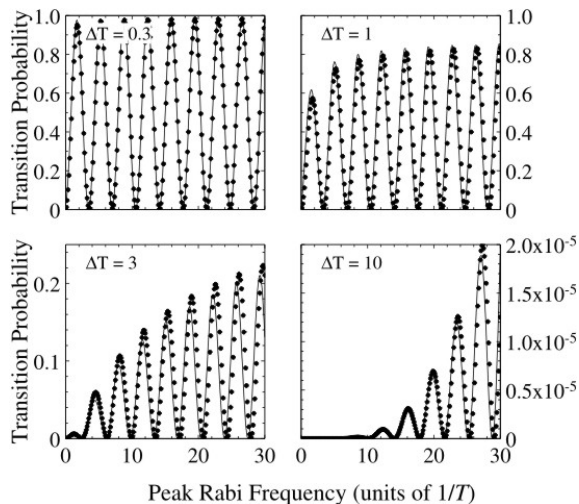 1.0 1.0
ΔT = 0.3 ΔT = 1
0.8 0.8
0.6 0.6
0.4 0.4
0.2 0.2
0 0
Transition Probability
ΔT = 3 ΔT = 10
2.0x10-5
0.2
1.5x10-5
0.1 1.0x10-5
0.5x10-5
0
Transition Probability
0 10 20 30 0 10 20 30
Peak Rabi Frequency (units of 1/T)